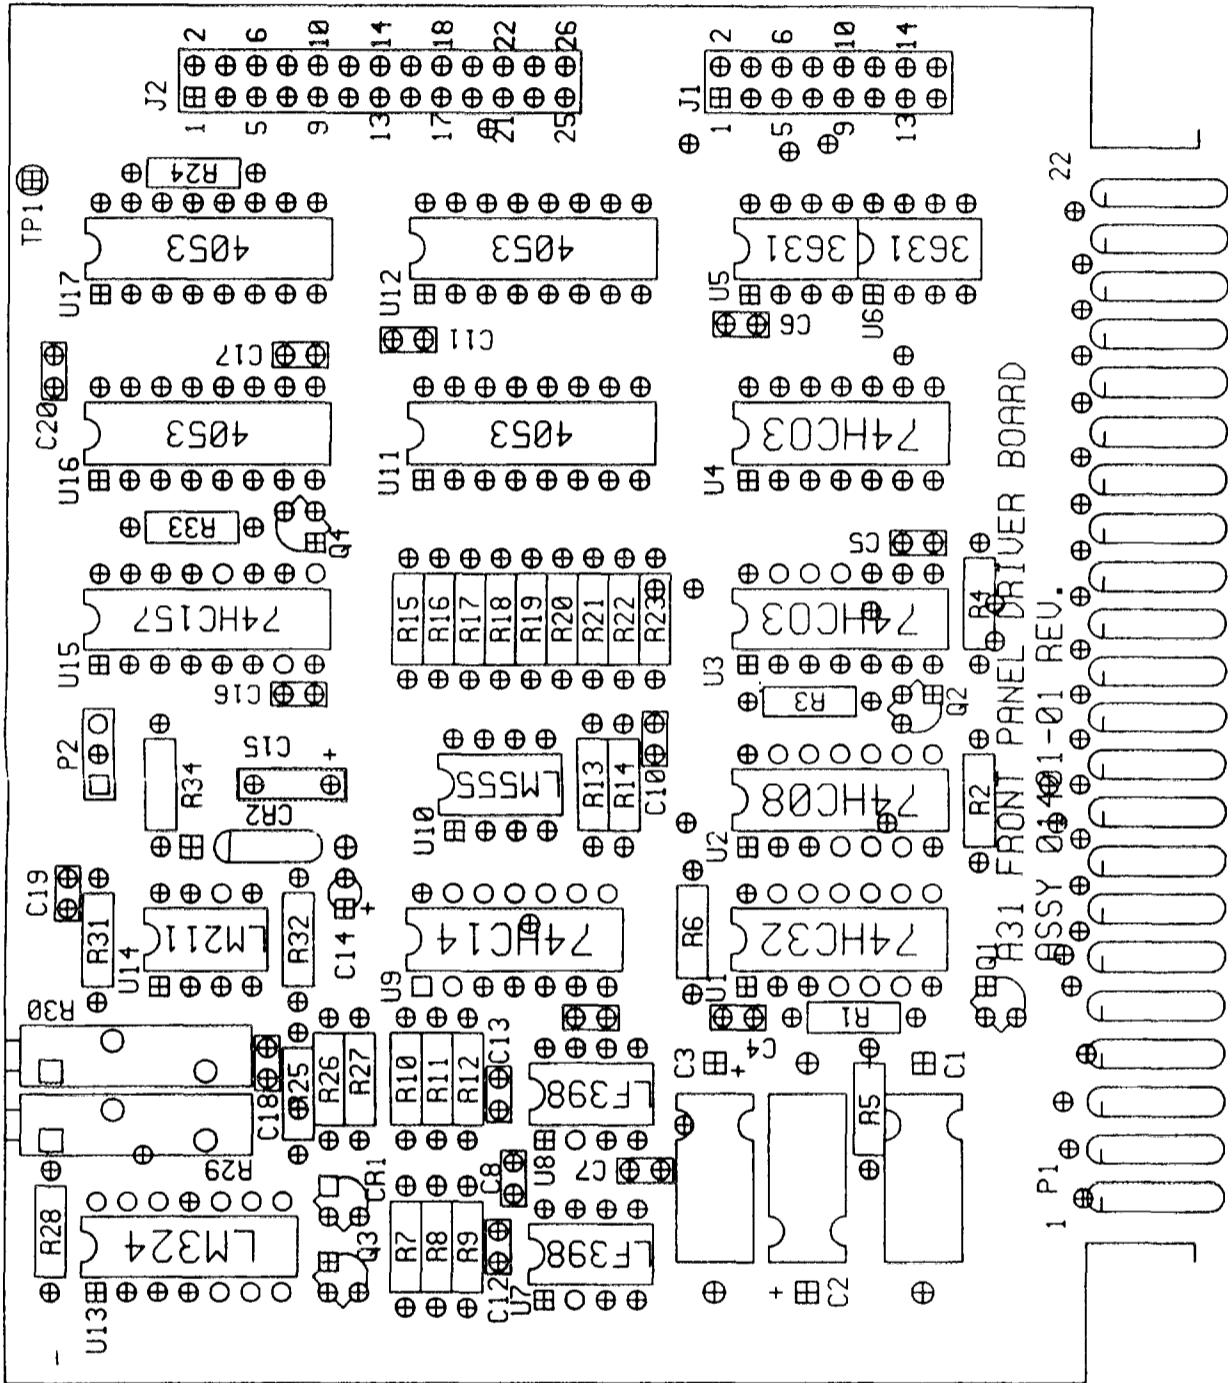 2 6 10 14 18 22 26
J2
1 5 9 13 17 21 25
2 6 10 14
J1
1 5 9 13
TP1
R24
22
U17
4053
U12
4053
U5
3631
U6
3631
C20
C17
C11
C6
U16
4053
U11
4053
U4
74HC03
R33
Q4
C5
U15
74HC157
R15
R16
R17
R18
R19
R20
R21
R22
R23
U3
74HC03
R4
C16
R3
Q2
P2
R34
C15
+
CR2
U10
LM555
R13
R14
C10
U2
74HC08
R2
C19
R31
U14
LM211
R32
C14
+
U9
74HC14
R6
U1
74HC32
Q1
A31 FRONT PANEL DRIVER BOARD
ASSY 01401-01 REV.
R30
C18
R25
R26
R27
R10
R11
R12
C13
LF398
U8
C3
+
C4
R1
+
C1
R5
R29
R28
CR1
Q3
C8
C7
R7
R8
R9
C12
U7
LF398
+
C2
U13
LM324
-
1 P1